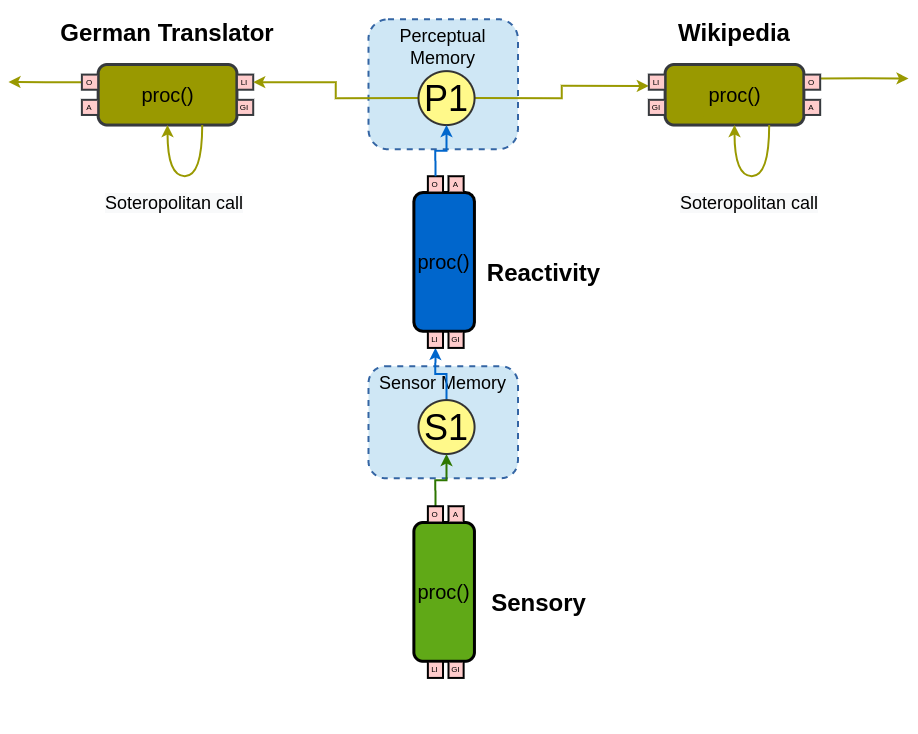 German Translator
Perceptual
Memory
Wikipedia
O
A
proc()
LI
GI
P1
LI
GI
proc()
O
A
Soteropolitan call
Soteropolitan call
O
A
proc()
Reactivity
LI
GI
Sensor Memory
S1
O
A
proc()
Sensory
LI
GI